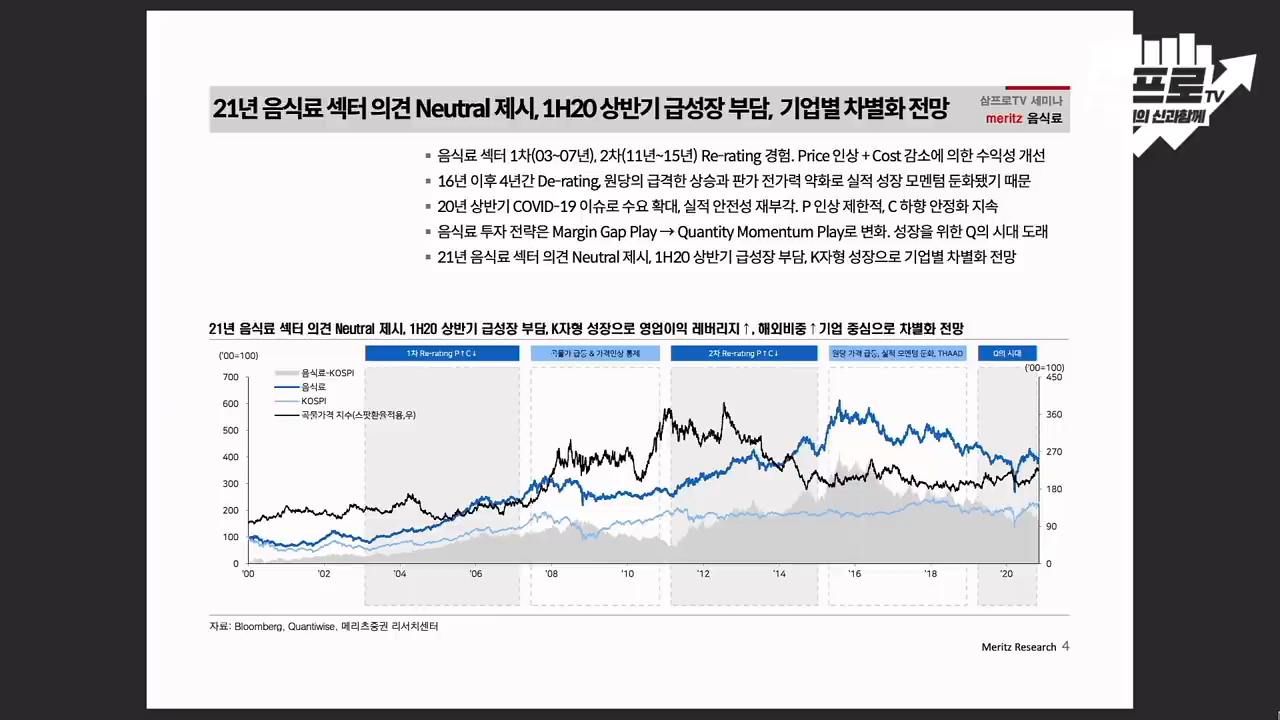 프로TV
의 신과함께
21년 음식료 섹터 의견 Neutral 제시, 1H20 상반기 급성장 부담, 기업별 차별화 전망
삼프로TV 세미나
meritz 음식료
▪ 음식료 섹터 1차(03~07년), 2차(11년~15년) Re-rating 경험. Price 인상 + Cost 감소에 의한 수익성 개선
▪ 16년 이후 4년간 De-rating, 원당의 급격한 상승과 판가 전가력 약화로 실적 성장 모멘텀 둔화됐기 때문
▪ 20년 상반기 COVID-19 이슈로 수요 확대, 실적 안전성 재부각. P 인상 제한적, C 하향 안정화 지속
▪ 음식료 투자 전략은 Margin Gap Play → Quantity Momentum Play로 변화. 성장을 위한 Q의 시대 도래
▪ 21년 음식료 섹터 의견 Neutral 제시, 1H20 상반기 급성장 부담, K자형 성장으로 기업별 차별화 전망
21년 음식료 섹터 의견 Neutral 제시, 1H20 상반기 급성장 부담, K자형 성장으로 영업이익 레버리지↑, 해외비중↑기업 중심으로 차별화 전망
('00=100)
1차 Re-rating P↑C↓
곡물가 급등 & 가격인상 통제
2차 Re-rating P↑C↓
원당 가격 급등, 실적 모멘텀 둔화, THAAD
Q의 시대
('00=100)
음식료-KOSPI
음식료
KOSPI
곡물가격 지수(스팟환율적용,우)
700
600
500
400
300
200
100
0
450
360
270
180
90
0
'00 '02 '04 '06 '08 '10 '12 '14 '16 '18 '20
자료: Bloomberg, Quantiwise, 메리츠증권 리서치센터
Meritz Research 4